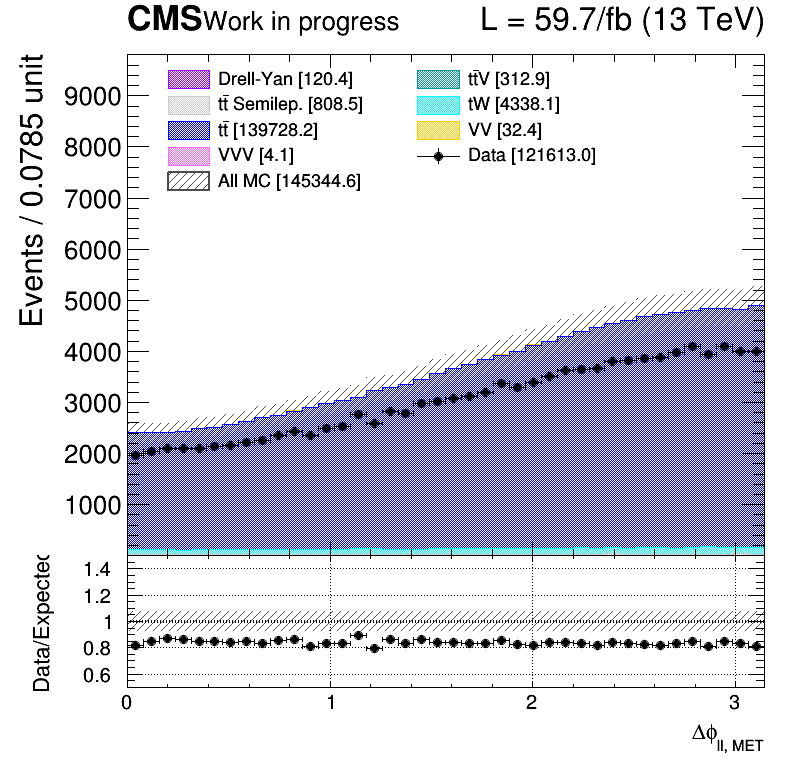 CMS Work in progress L = 59.7/fb (13 TeV)
Events / 0.0785 unit
9000
8000
7000
6000
5000
4000
3000
2000
1000
Drell-Yan [120.4]
tt̄ Semilep. [808.5]
tt̄ [139728.2]
VVV [4.1]
All MC [145344.6]
tt̄V [312.9]
tW [4338.1]
VV [32.4]
Data [121613.0]
Data/Expected
1.4
1.2
1
0.8
0.6
0 1 2 3
Δϕll, MET